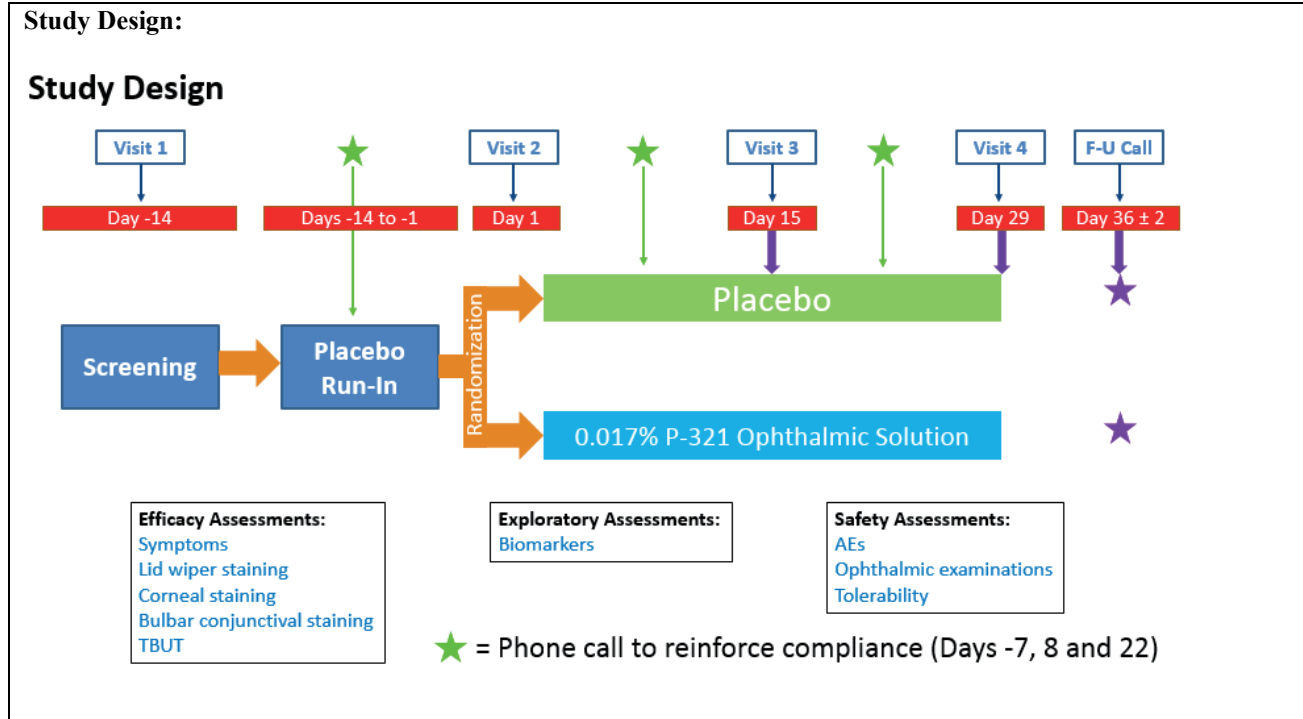 Study Design:
Study Design
Visit 1
Visit 2
Visit 3
Visit 4
F-U Call
Day -14
Days -14 to -1
Day 1
Day 15
Day 29
Day 36 ± 2
Screening
Placebo
Run-In
Randomization
Placebo
0.017% P-321 Ophthalmic Solution
Efficacy Assessments:
Symptoms
Lid wiper staining
Corneal staining
Bulbar conjunctival staining
TBUT
Exploratory Assessments:
Biomarkers
Safety Assessments:
AEs
Ophthalmic examinations
Tolerability
= Phone call to reinforce compliance (Days -7, 8 and 22)